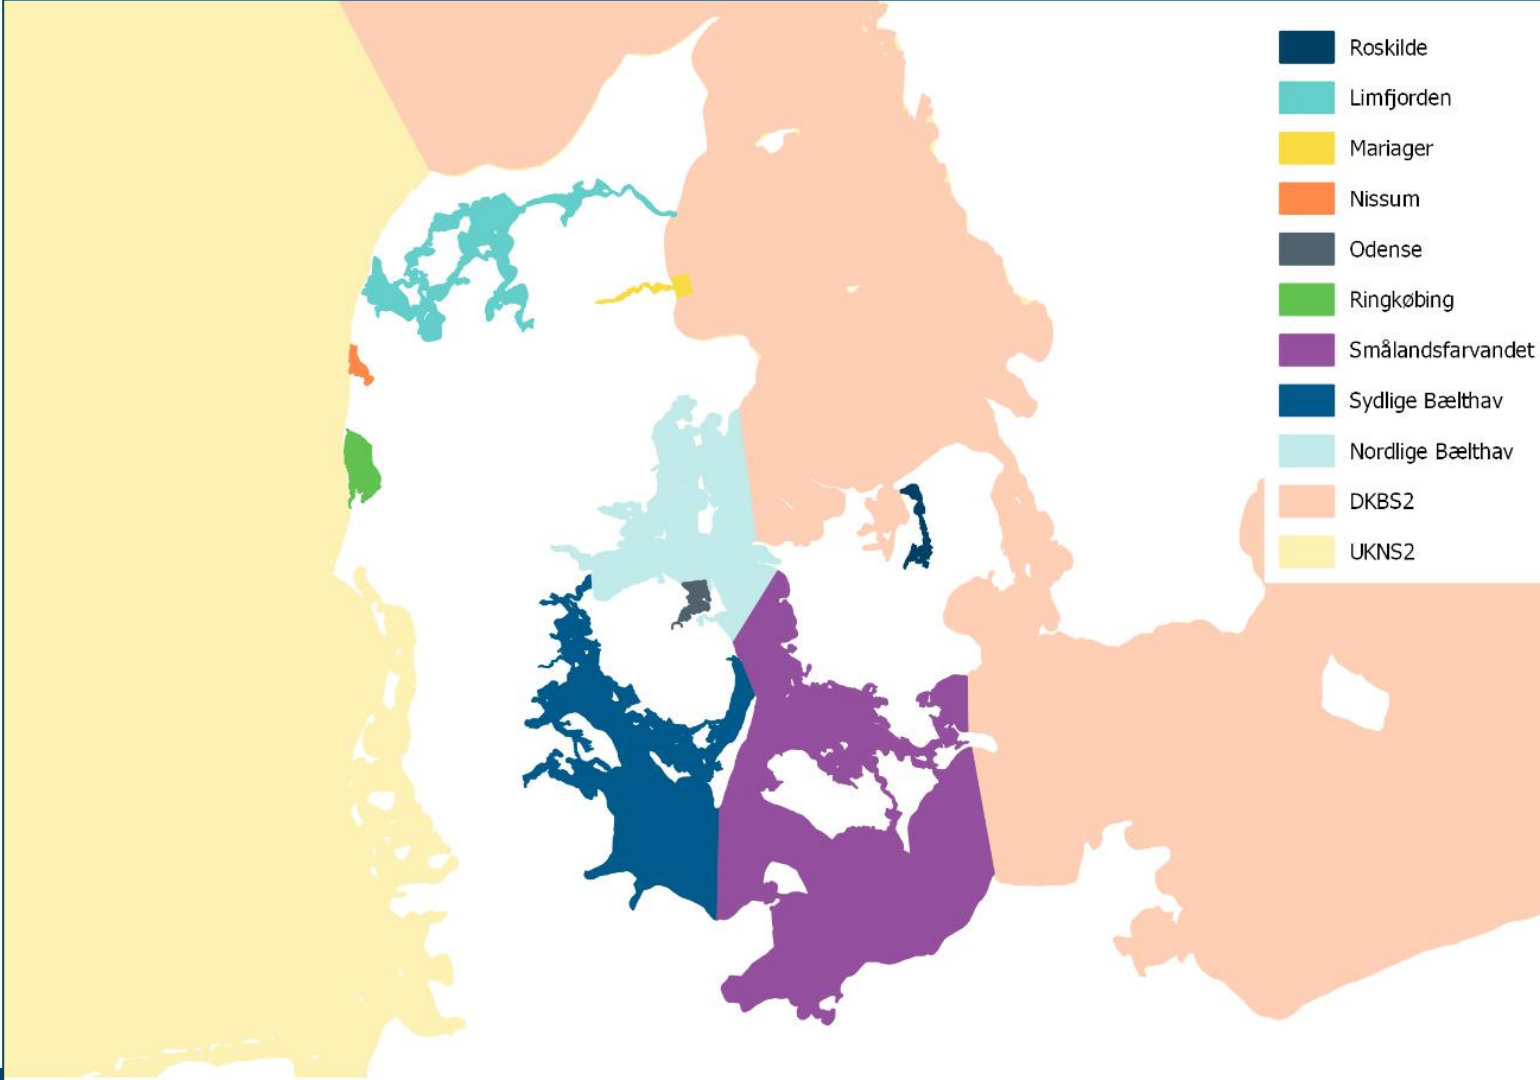 Roskilde
Limfjorden
Mariager
Nissum
Odense
Ringkøbing
Smålandsfarvandet
Sydlige Bælthav
Nordlige Bælthav
DKBS2
UKNS2